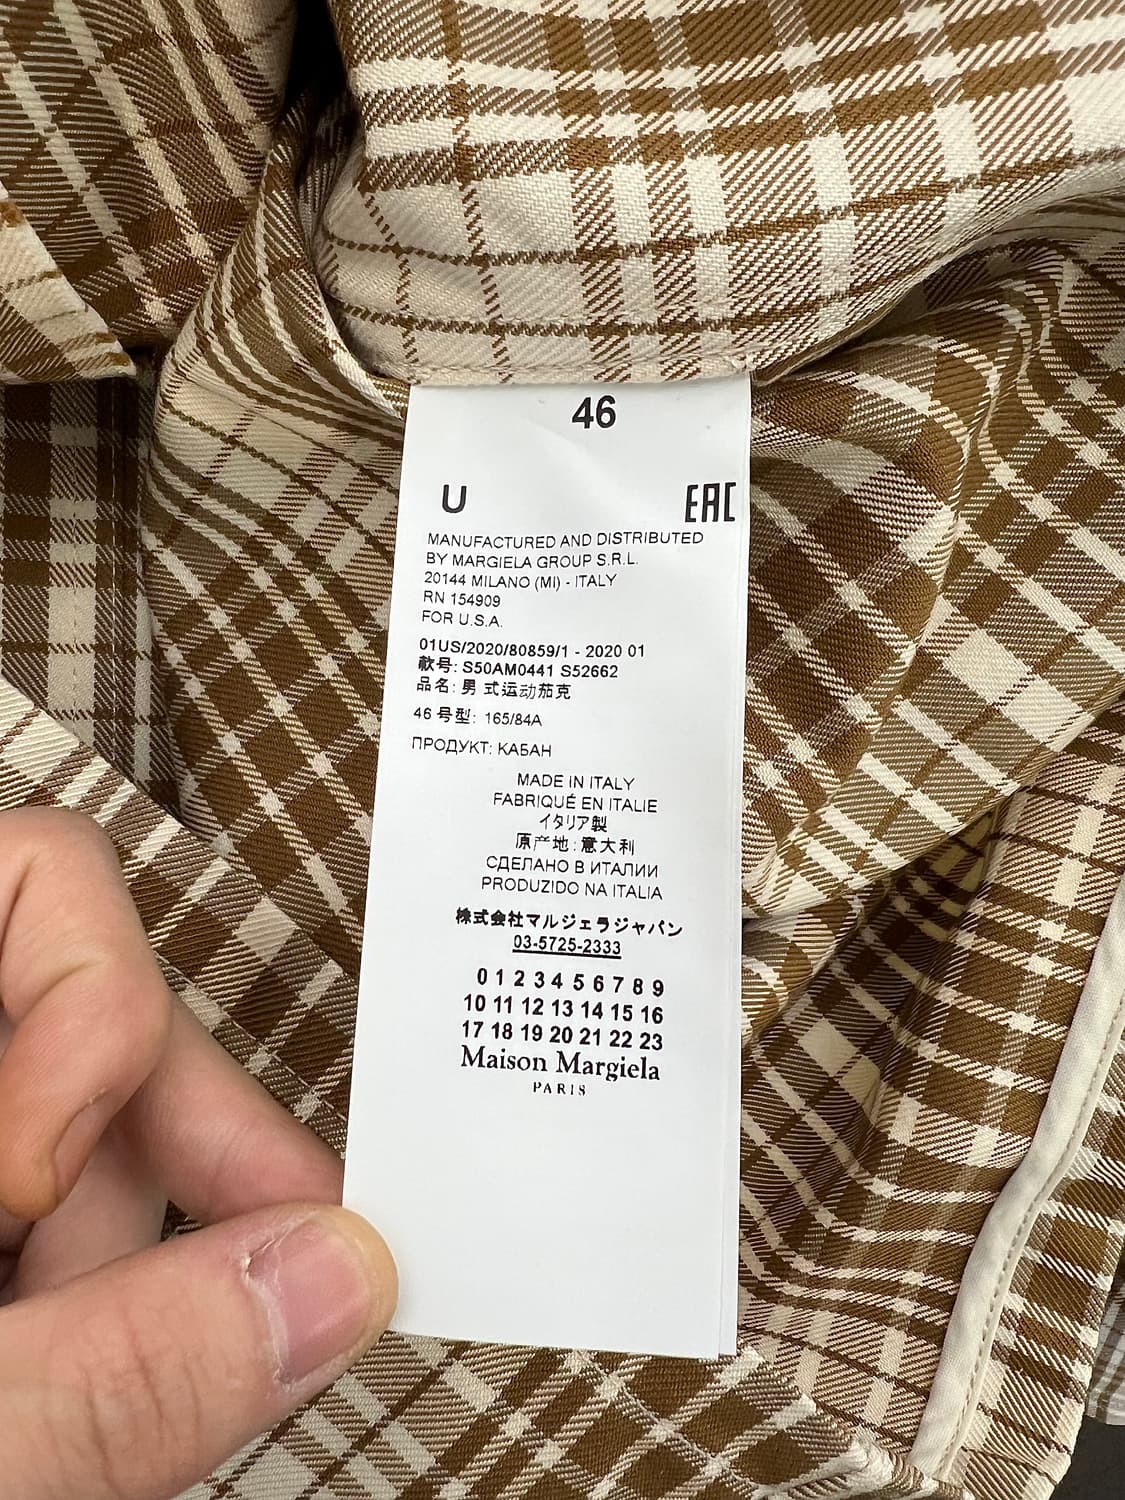 46
U EAC
MANUFACTURED AND DISTRIBUTED
BY MARGIELA GROUP S.R.L.
20144 MILANO (MI) - ITALY
RN 154909
FOR U.S.A.
01US/2020/80859/1 - 2020 01
款号: S50AM0441 S52662
品名: 男 式运动茄克
46 号型: 165/84A
ПРОДУКТ: КАБАН
MADE IN ITALY
FABRIQUÉ EN ITALIE
イタリア製
原产地: 意大利
СДЕЛАНО В ИТАЛИИ
PRODUZIDO NA ITALIA
株式会社マルジェラジャパン
03-5725-2333
0 1 2 3 4 5 6 7 8 9
10 11 12 13 14 15 16
17 18 19 20 21 22 23
Maison Margiela
PARIS